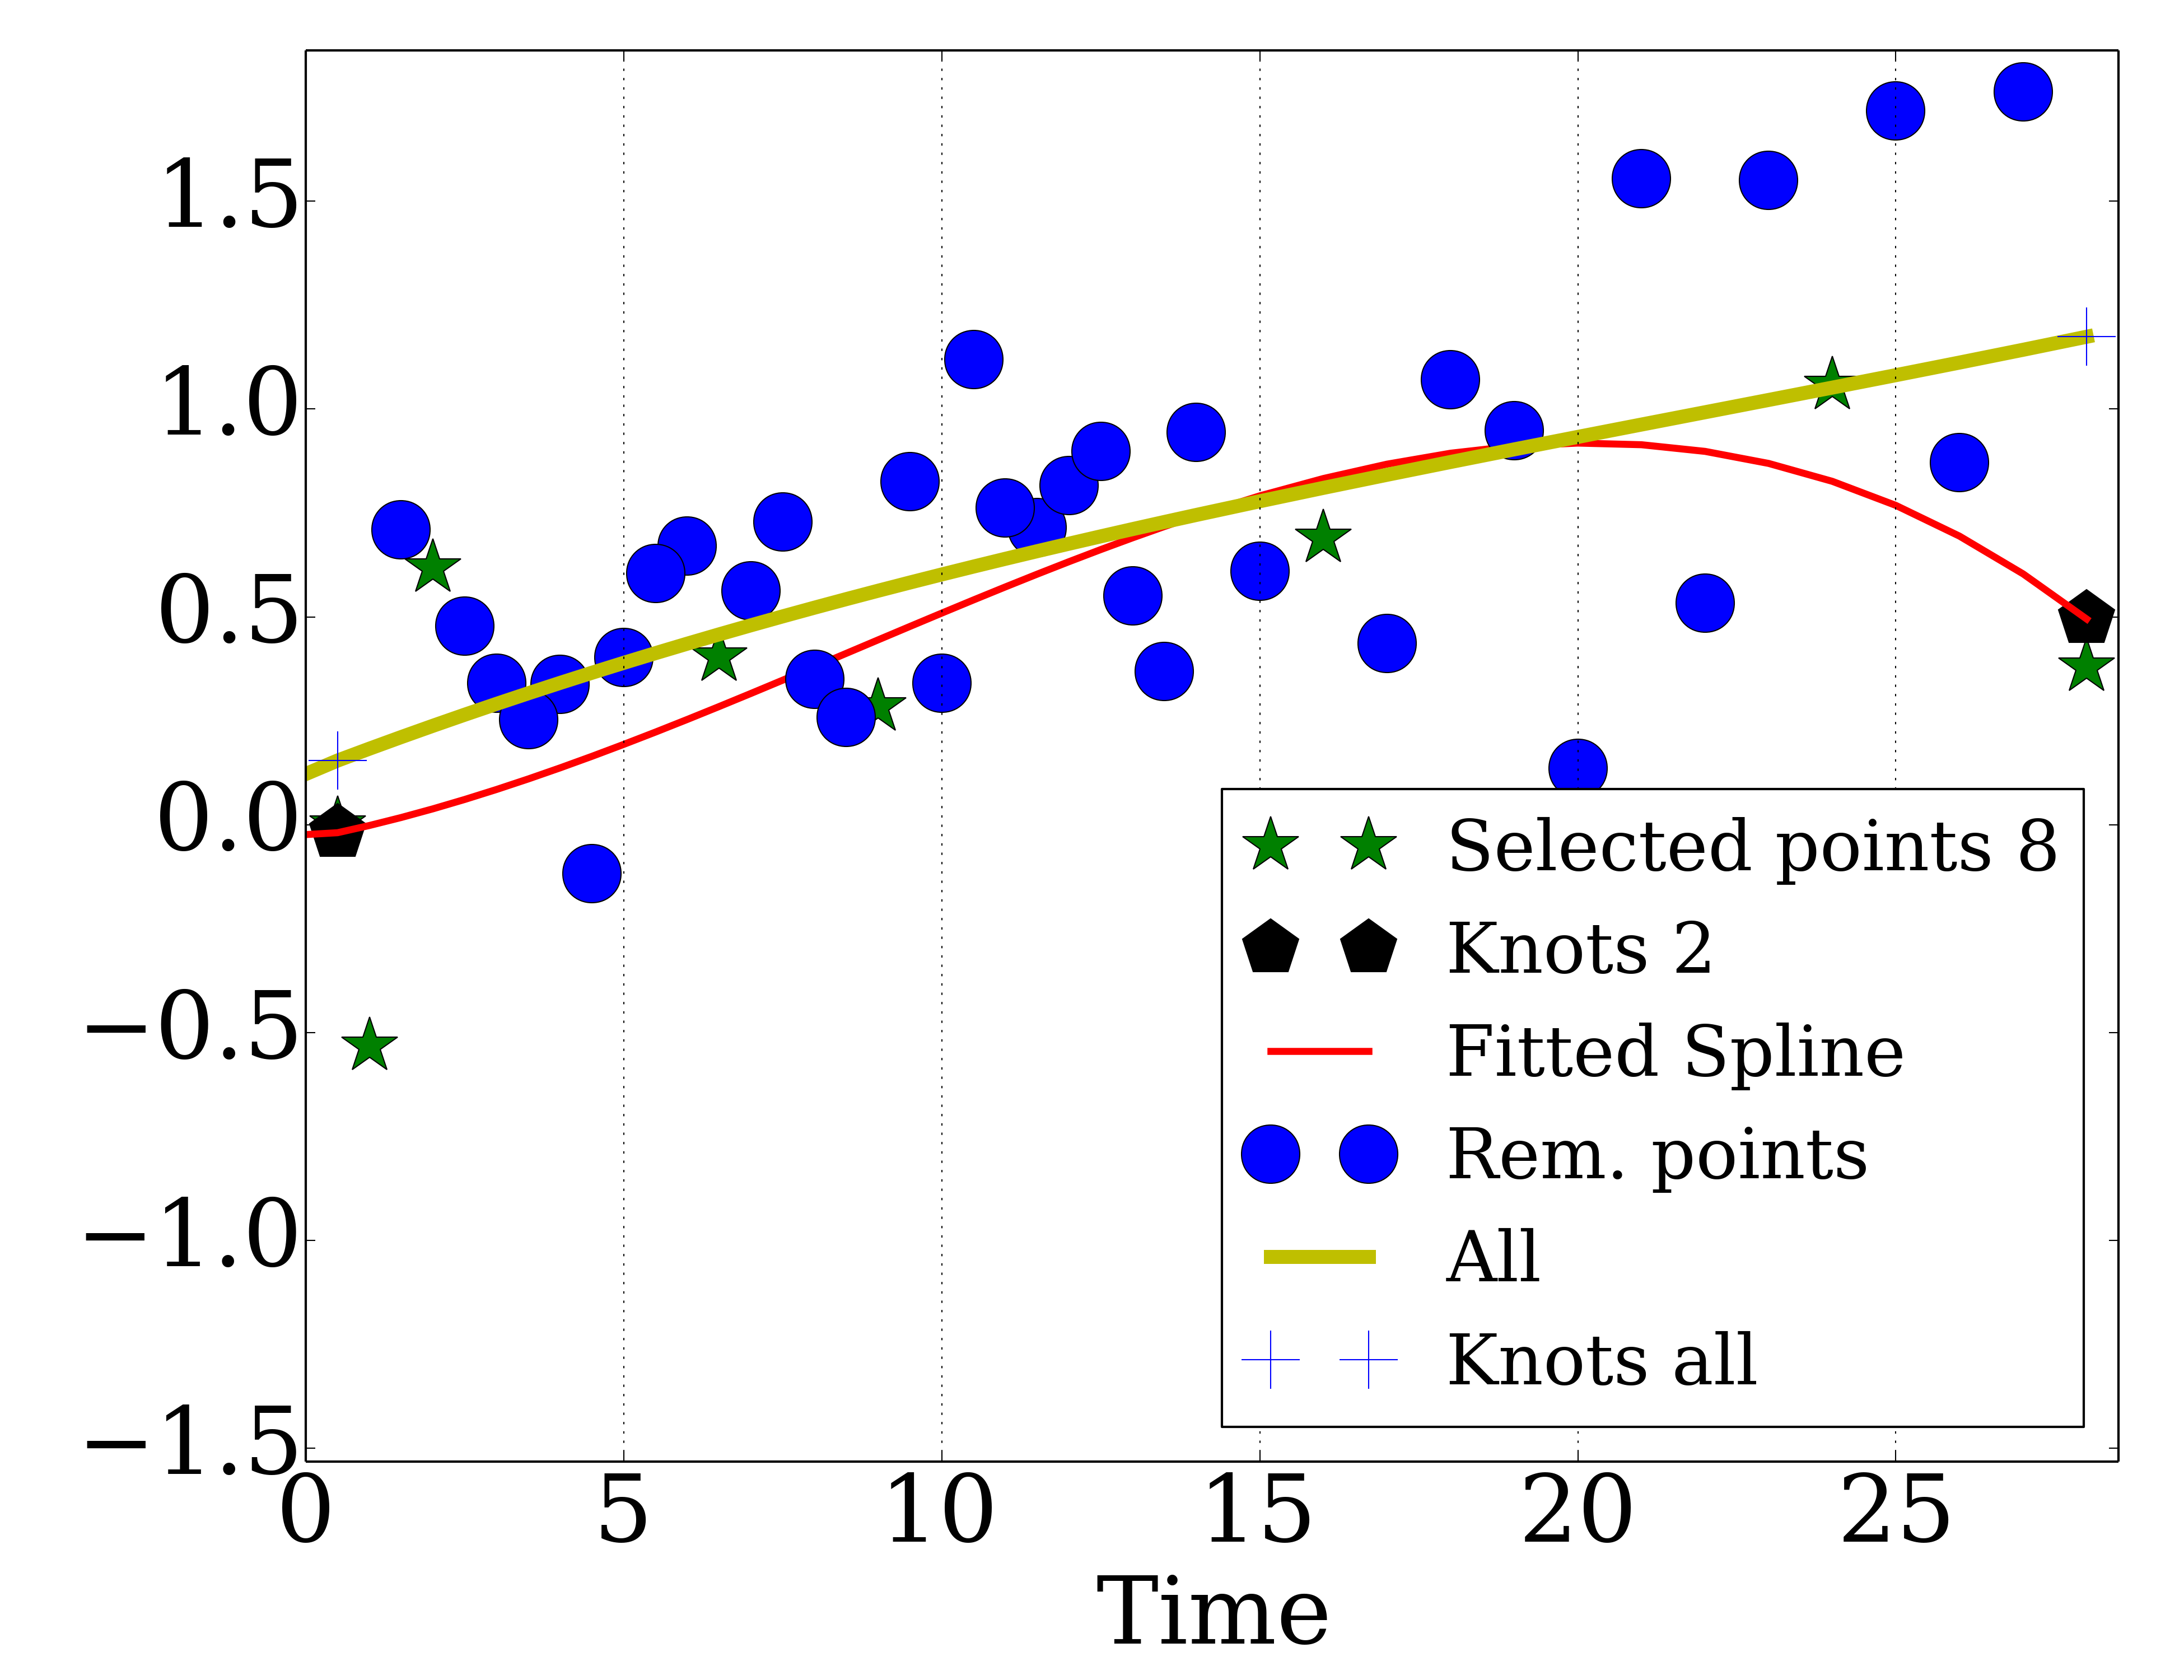 1.5
1.0
0.5
0.0
−0.5
−1.0
−1.5
0 5 10 15 20 25
Time
Selected points 8
Knots 2
Fitted Spline
Rem. points
All
Knots all